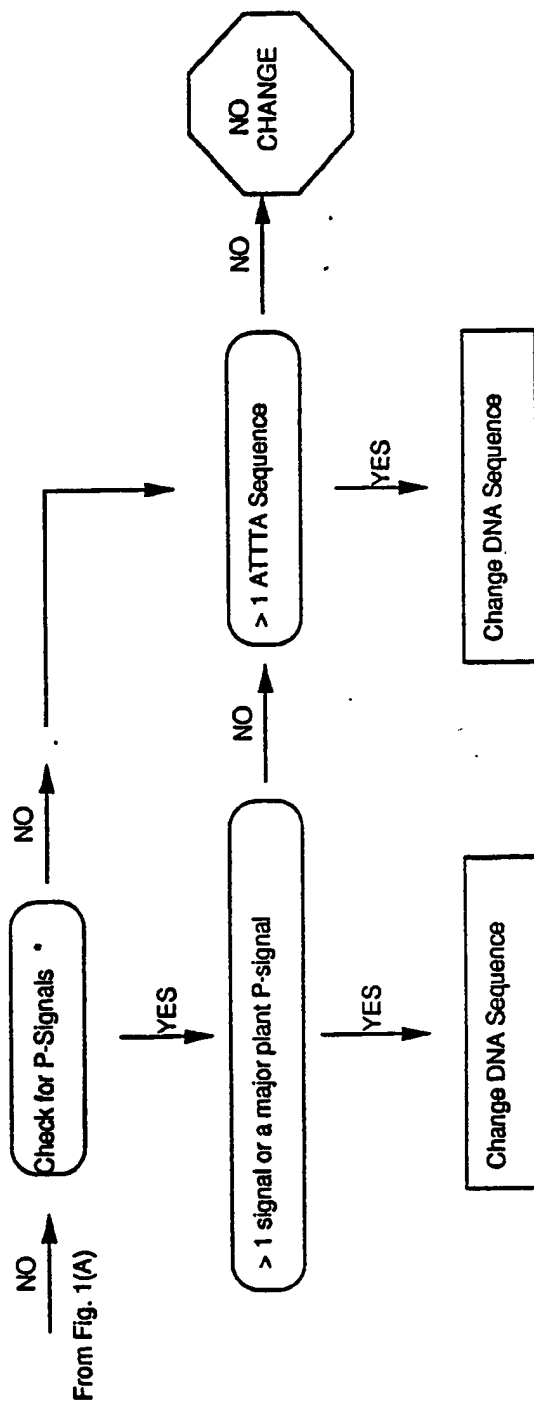 NO
From Fig. 1(A)
Check for P-Signals *
NO
YES
> 1 signal or a major plant P-signal
NO
> 1 ATTTA Sequence
NO
NO
CHANGE
YES
YES
Change DNA Sequence
Change DNA Sequence